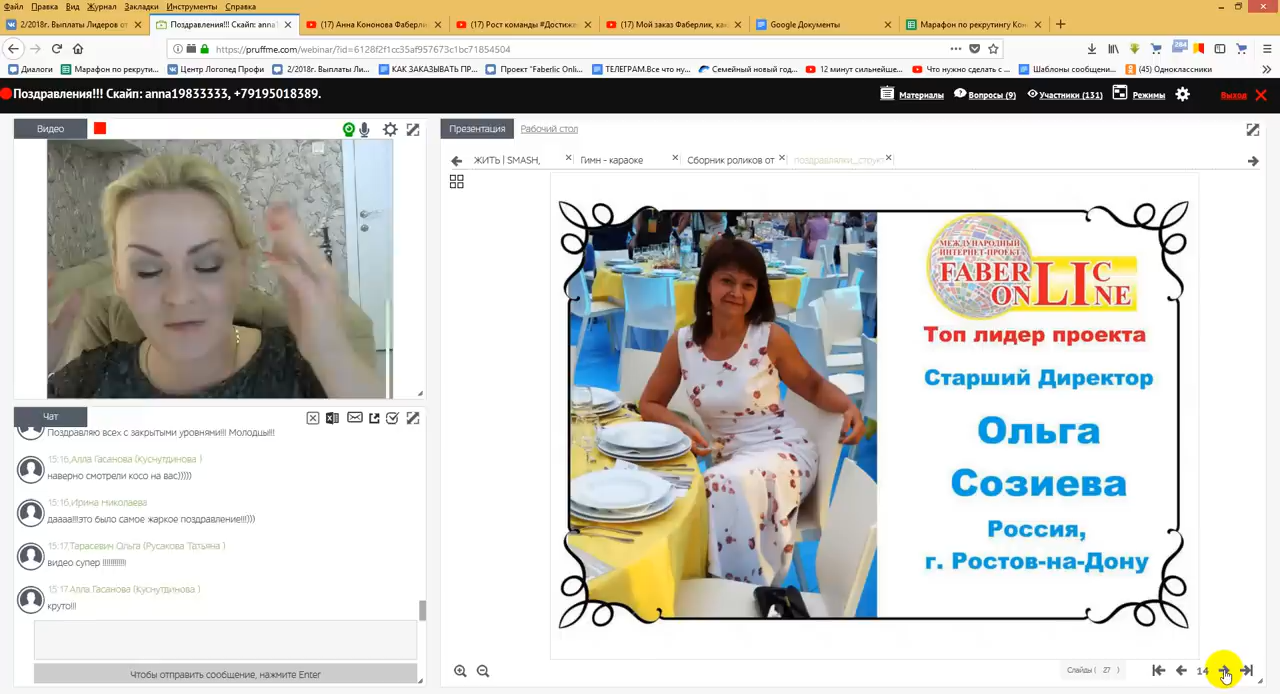 Файл Правка Вид Журнал Закладки Инструменты Справка
2/2018г. Выплаты Лидеров от
Поздравления!!! Скайп: anna1
(17) Анна Кононова Фаберли
(17) Рост команды #Достиже
(17) Мой заказ Фаберлик, ка
Google Документы
Марафон по рекрутингу Кон
https://pruffme.com/webinar/?id=6128f2f1cc35af957673c1bc71854504
284
Диалоги
Марафон по рекрути...
Центр Логопед Профи
2/2018г. Выплаты Ли...
КАК ЗАКАЗЫВАТЬ ПР...
Проект "Faberlic Onli...
ТЕЛЕГРАМ.Все что ну...
Семейный новый год...
12 минут сильнейше...
Что нужно сделать с ...
Шаблоны сообщени...
(45) Одноклассники
Поздравления!!! Скайп: anna19833333, +79195018389.
Материалы
Вопросы (9)
Участники (131)
Режимы
Выход
Видео
Презентация
Рабочий стол
ЖИТЬ | SMASH,
Гимн - караоке
Сборник роликов от
МЕЖДУНАРОДНЫЙ
ИНТЕРНЕТ-ПРОЕКТ
FABERLIC
ONLINE
Топ лидер проекта
Старший Директор
Ольга
Созиева
Россия,
г. Ростов-на-Дону
Чат
Поздравляю всех с закрытыми уровнями!!! Молодцы!!!
15:16,Алла Гасанова (Куснутдинова )
наверно смотрели косо на вас)))))
15:16,Ирина Николаева
даааа!!!это было самое жаркое поздравление!!!)))
15:17,Тарасевич Ольга (Русакова Татьяна )
видео супер !!!!!!!!!!!!
15:17,Алла Гасанова (Куснутдинова )
круто!!!
Чтобы отправить сообщение, нажмите Enter
Слайды ( 27 )
14